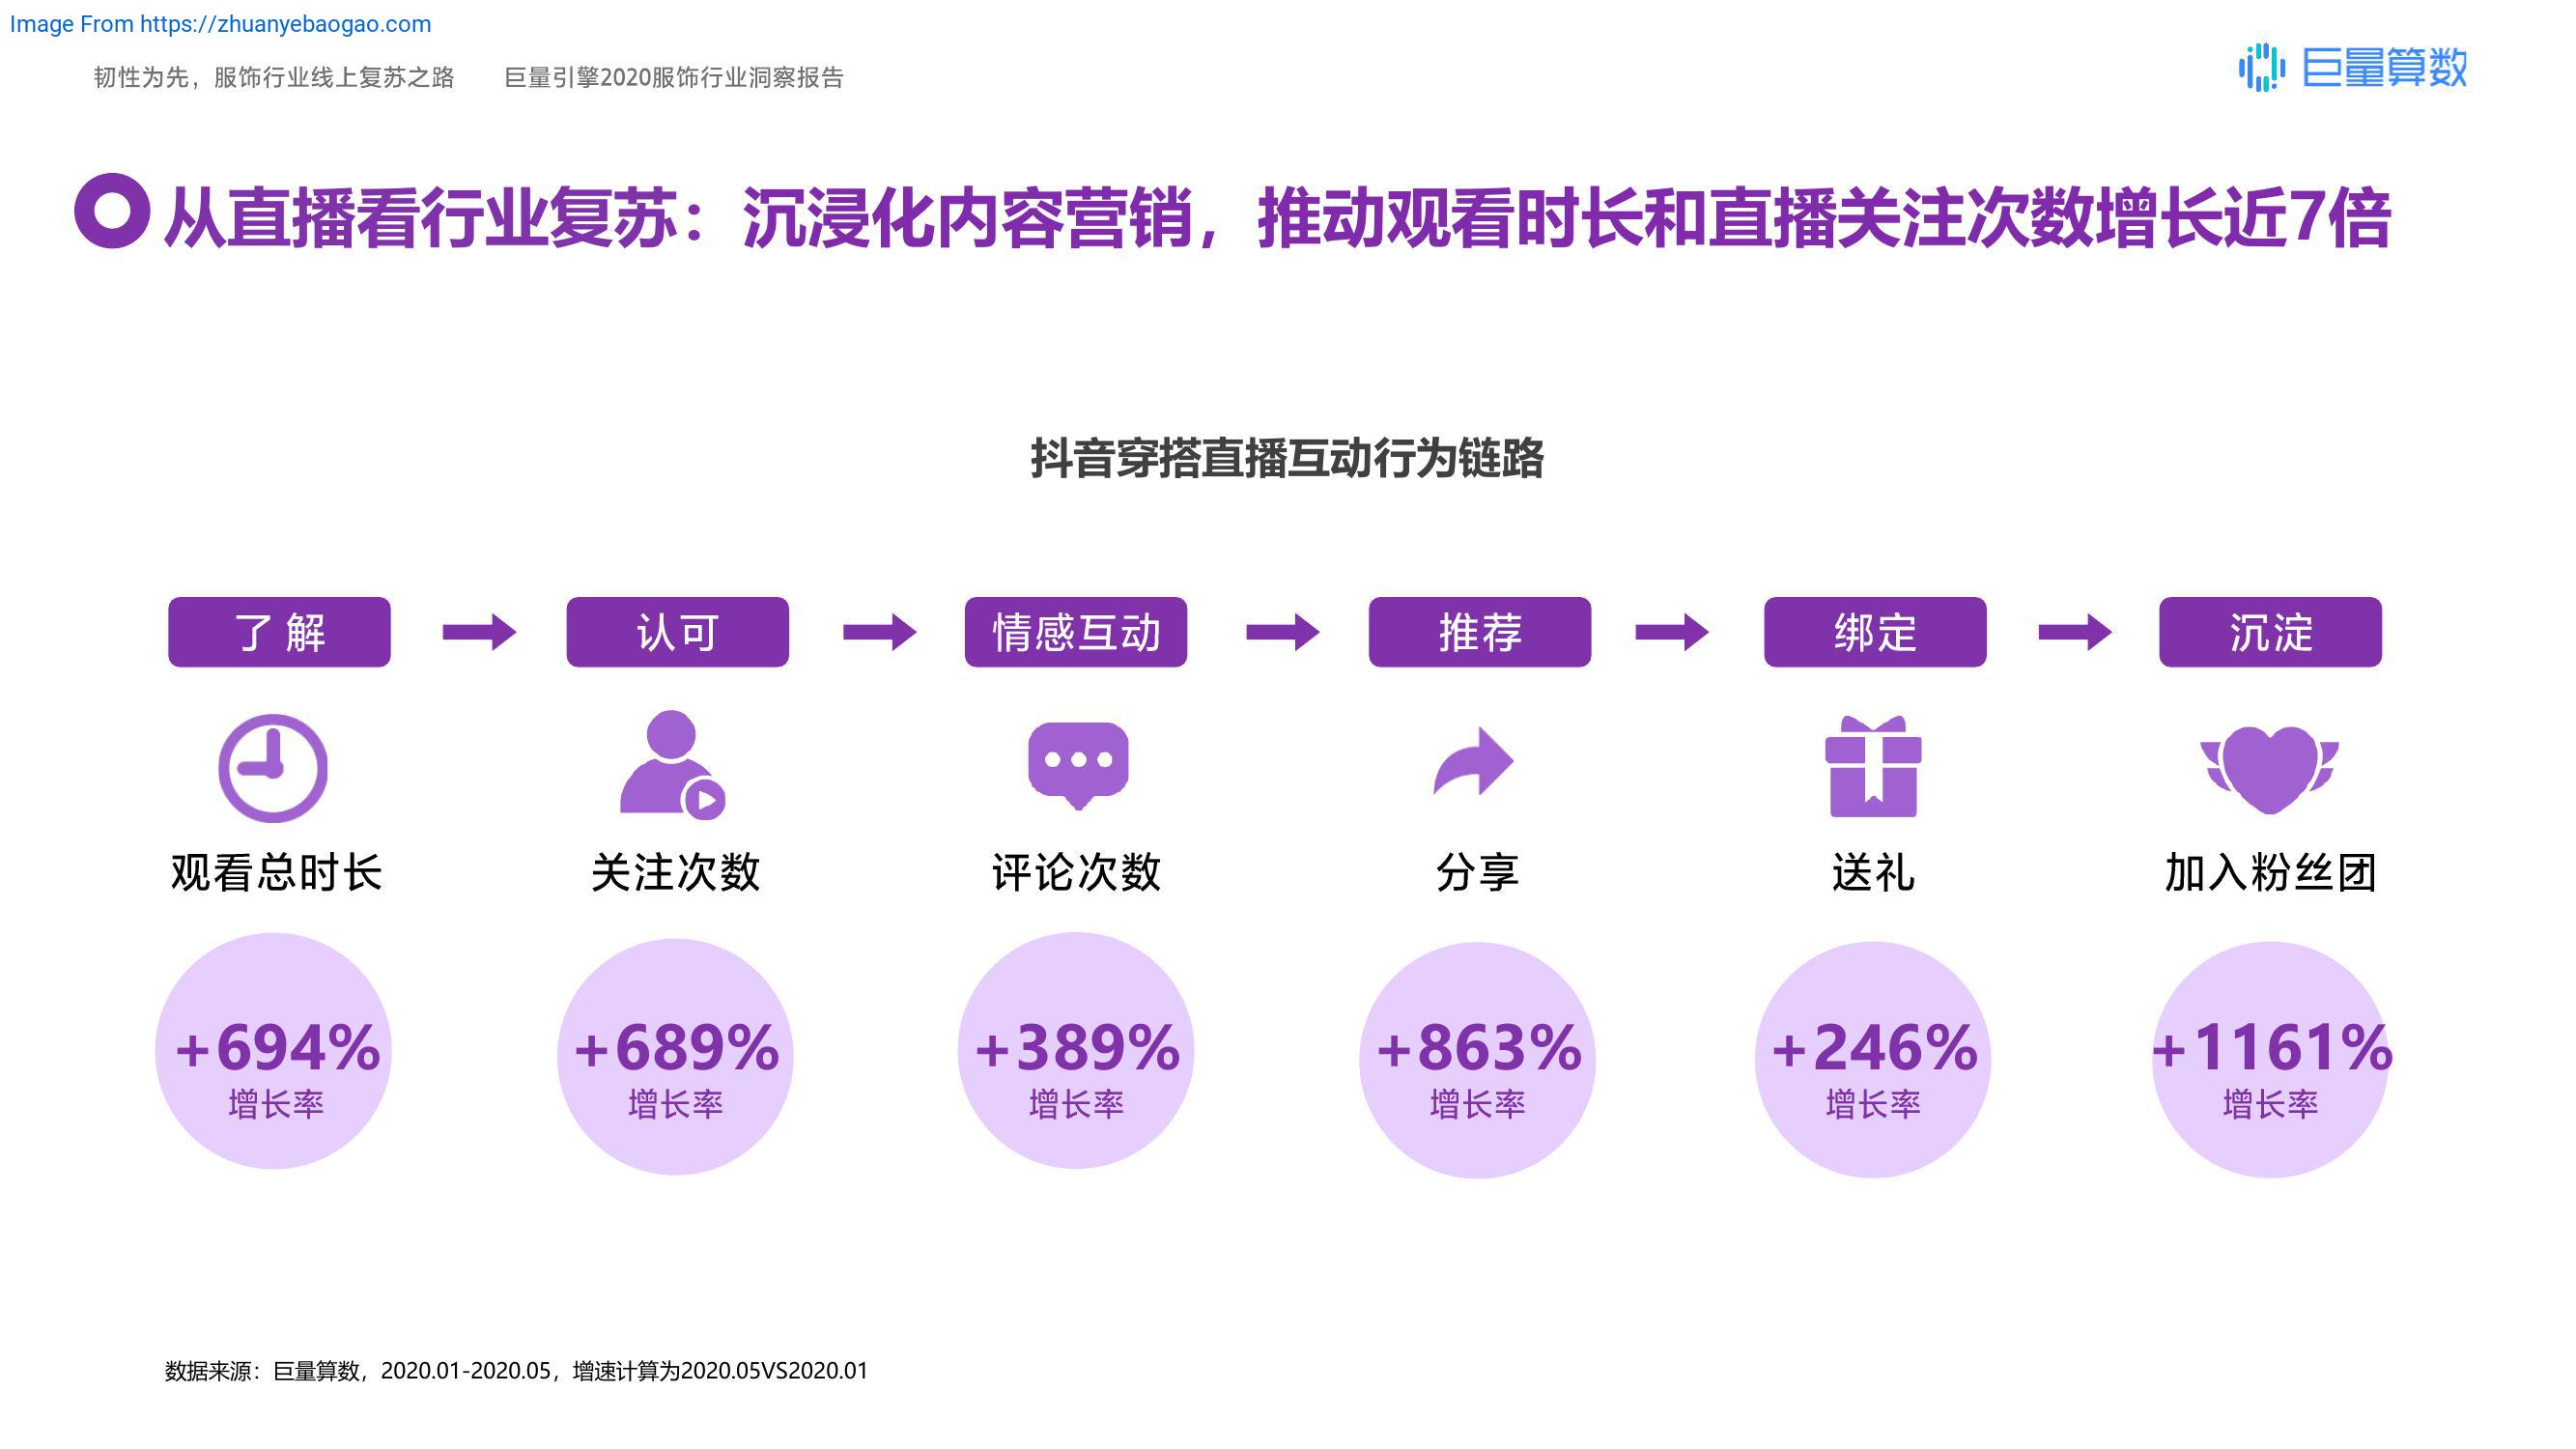 Image From https://zhuanyebaogao.com
韧性为先，服饰行业线上复苏之路 巨量引擎2020服饰行业洞察报告
巨量算数
从直播看行业复苏：沉浸化内容营销，推动观看时长和直播关注次数增长近7倍
抖音穿搭直播互动行为链路
了解 认可 情感互动 推荐 绑定 沉淀
观看总时长 关注次数 评论次数 分享 送礼 加入粉丝团
+694% +689% +389% +863% +246% +1161%
增长率 增长率 增长率 增长率 增长率 增长率
数据来源：巨量算数，2020.01-2020.05，增速计算为2020.05VS2020.01